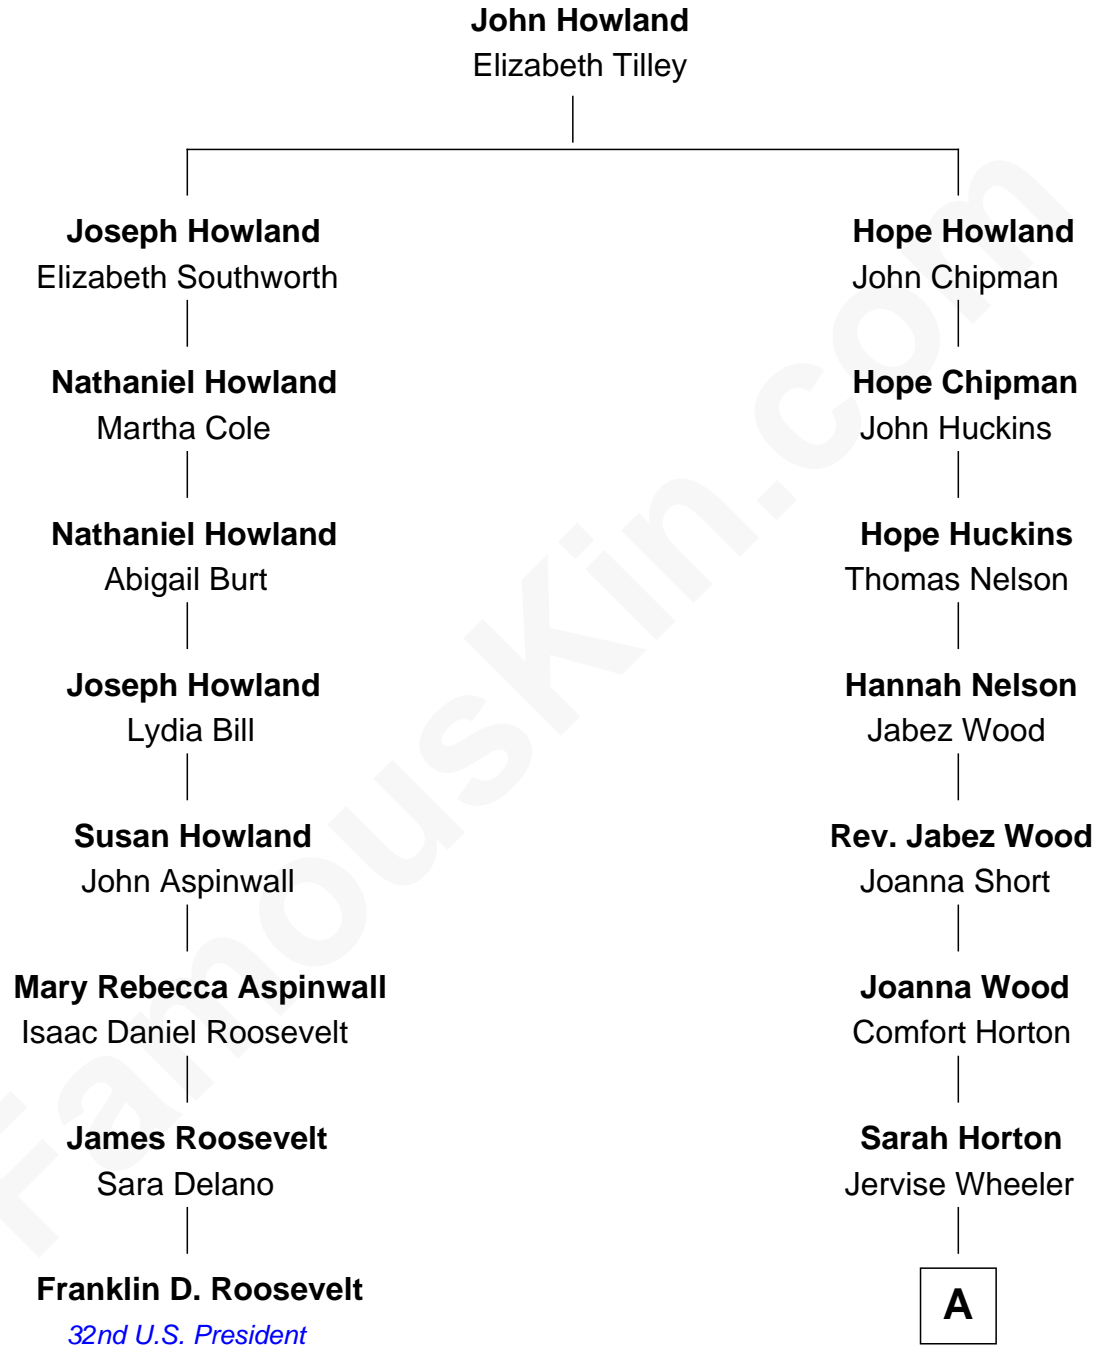 John Howland
Elizabeth Tilley
Joseph Howland
Elizabeth Southworth
Nathaniel Howland
Martha Cole
Nathaniel Howland
Abigail Burt
Joseph Howland
Lydia Bill
Susan Howland
John Aspinwall
Mary Rebecca Aspinwall
Isaac Daniel Roosevelt
James Roosevelt
Sara Delano
Franklin D. Roosevelt
32nd U.S. President
Hope Howland
John Chipman
Hope Chipman
John Huckins
Hope Huckins
Thomas Nelson
Hannah Nelson
Jabez Wood
Rev. Jabez Wood
Joanna Short
Joanna Wood
Comfort Horton
Sarah Horton
Jervise Wheeler
A
FamousKin.com